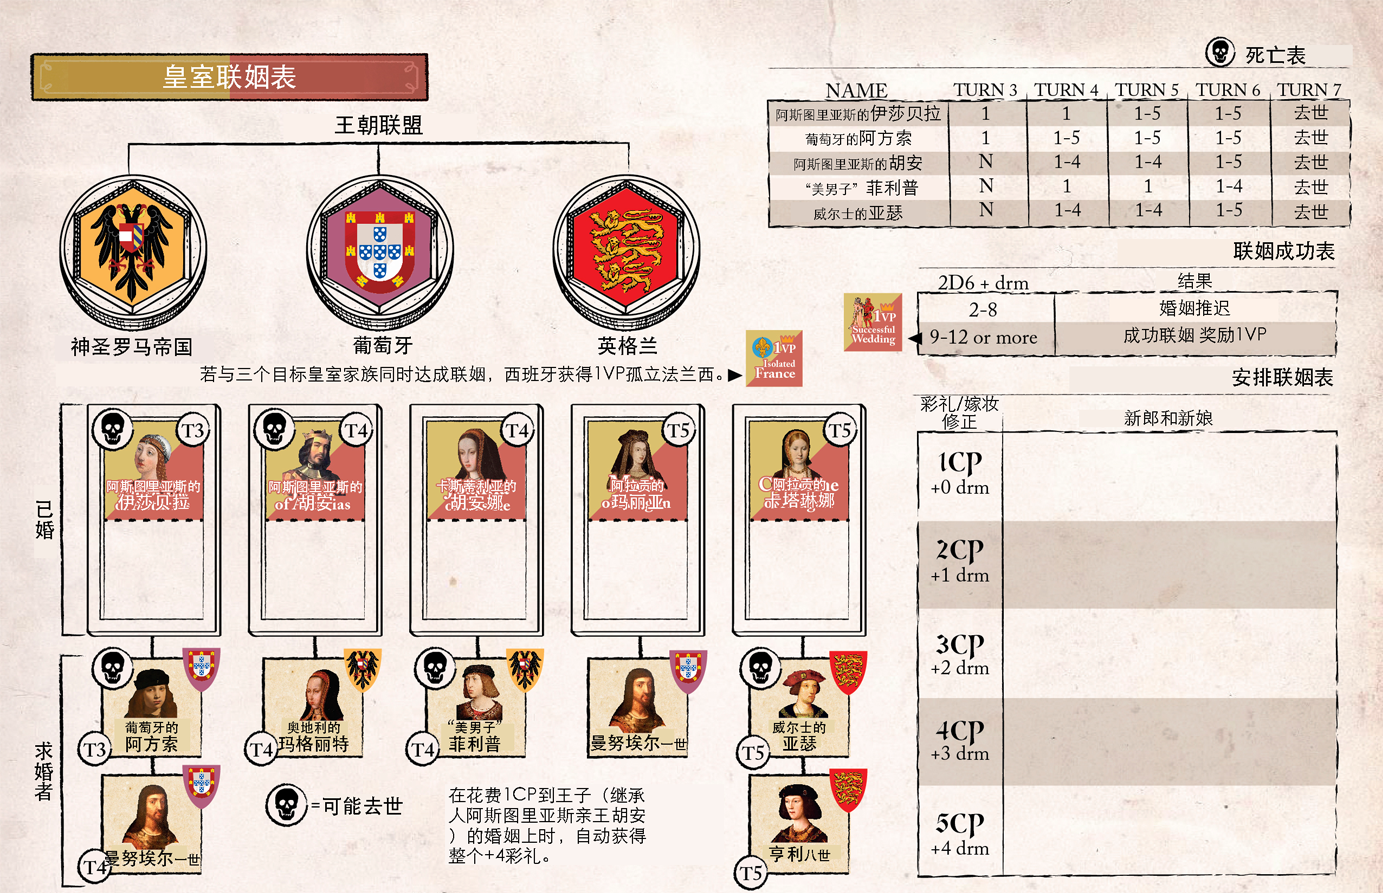 皇室联姻表
王朝联盟
神圣罗马帝国
葡萄牙
英格兰
若与三个目标皇室家族同时达成联姻，西班牙获得1VP孤立法兰西。
1VP
Isolated
France
死亡表
NAME TURN 3 TURN 4 TURN 5 TURN 6 TURN 7
阿斯图里亚斯的伊莎贝拉 1 1 1-5 1-5 去世
葡萄牙的阿方索 1 1-5 1-5 1-5 去世
阿斯图里亚斯的胡安 N 1-4 1-4 1-5 去世
“美男子”菲利普 N 1 1 1-4 去世
威尔士的亚瑟 N 1-4 1-4 1-5 去世
联姻成功表
2D6 + drm 结果
2-8 婚姻推迟
9-12 or more 成功联姻 奖励1VP
1VP
Successful
Wedding
安排联姻表
彩礼/嫁妆
修正
新郎和新娘
1CP
+0 drm
2CP
+1 drm
3CP
+2 drm
4CP
+3 drm
5CP
+4 drm
已婚
T3
阿斯图里亚斯的
伊莎贝拉
T4
阿斯图里亚斯的
胡安
T4
卡斯蒂利亚的
胡安娜
T5
阿拉贡的
玛丽亚
T5
阿拉贡的
卡塔琳娜
求婚者
葡萄牙的
阿方索
T3
奥地利的
玛格丽特
T4
“美男子”
菲利普
T4
曼努埃尔一世
威尔士的
亚瑟
T5
曼努埃尔一世
T4
亨利八世
T5
=可能去世
在花费1CP到王子（继承
人阿斯图里亚斯亲王胡安
）的婚姻上时，自动获得
整个+4彩礼。